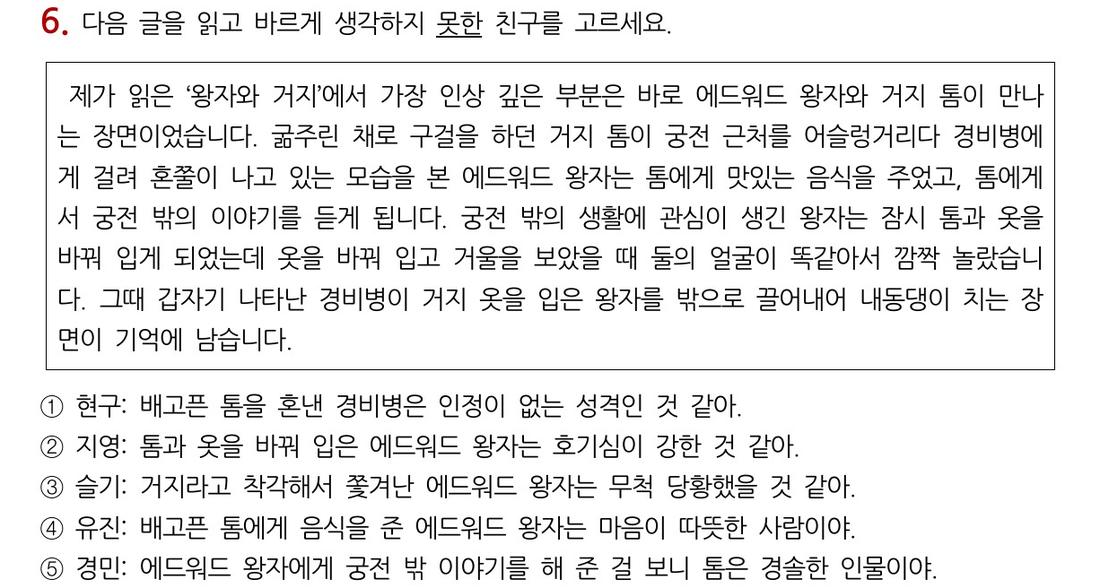 6. 다음 글을 읽고 바르게 생각하지 못한 친구를 고르세요.
제가 읽은 ‘왕자와 거지’에서 가장 인상 깊은 부분은 바로 에드워드 왕자와 거지 톰이 만나
는 장면이었습니다. 굶주린 채로 구걸을 하던 거지 톰이 궁전 근처를 어슬렁거리다 경비병에
게 걸려 혼쭐이 나고 있는 모습을 본 에드워드 왕자는 톰에게 맛있는 음식을 주었고, 톰에게
서 궁전 밖의 이야기를 듣게 됩니다. 궁전 밖의 생활에 관심이 생긴 왕자는 잠시 톰과 옷을
바꿔 입게 되었는데 옷을 바꿔 입고 거울을 보았을 때 둘의 얼굴이 똑같아서 깜짝 놀랐습니
다. 그때 갑자기 나타난 경비병이 거지 옷을 입은 왕자를 밖으로 끌어내어 내동댕이 치는 장
면이 기억에 남습니다.
① 현구: 배고픈 톰을 혼낸 경비병은 인정이 없는 성격인 것 같아.
② 지영: 톰과 옷을 바꿔 입은 에드워드 왕자는 호기심이 강한 것 같아.
③ 슬기: 거지라고 착각해서 쫓겨난 에드워드 왕자는 무척 당황했을 것 같아.
④ 유진: 배고픈 톰에게 음식을 준 에드워드 왕자는 마음이 따뜻한 사람이야.
⑤ 경민: 에드워드 왕자에게 궁전 밖 이야기를 해 준 걸 보니 톰은 경솔한 인물이야.